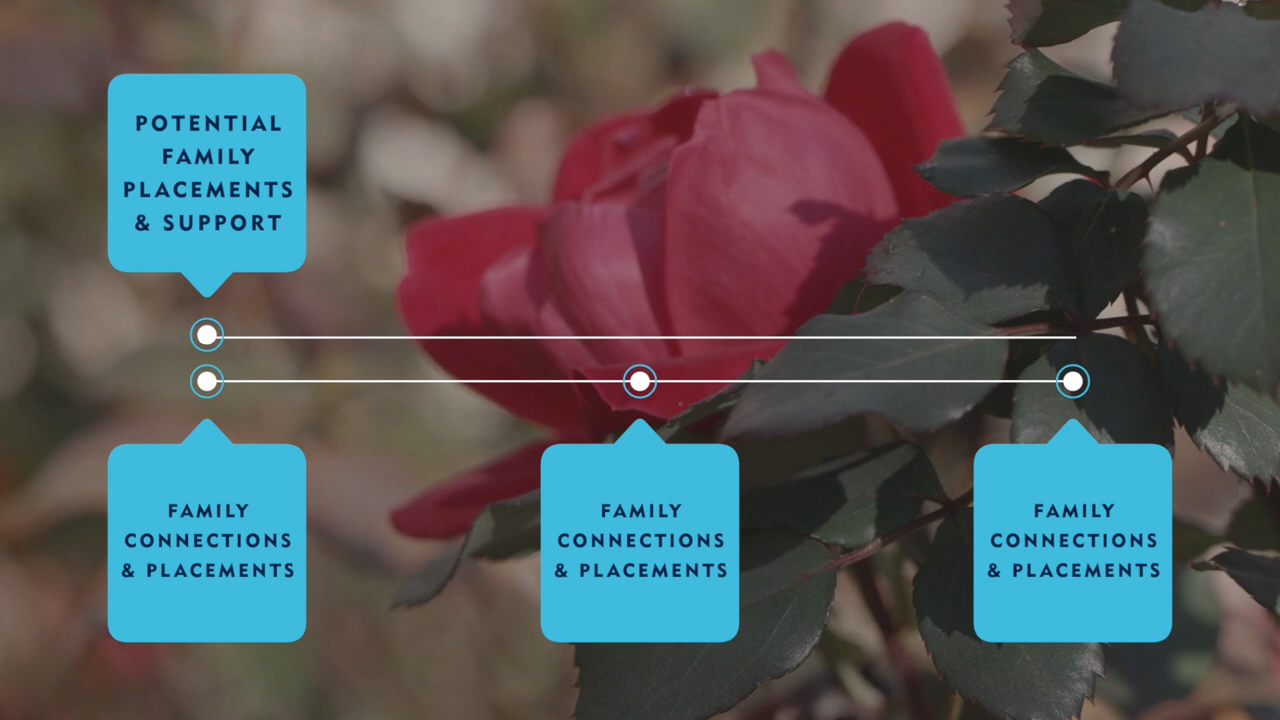 POTENTIAL
FAMILY
PLACEMENTS
& SUPPORT
FAMILY
CONNECTIONS
& PLACEMENTS
FAMILY
CONNECTIONS
& PLACEMENTS
FAMILY
CONNECTIONS
& PLACEMENTS